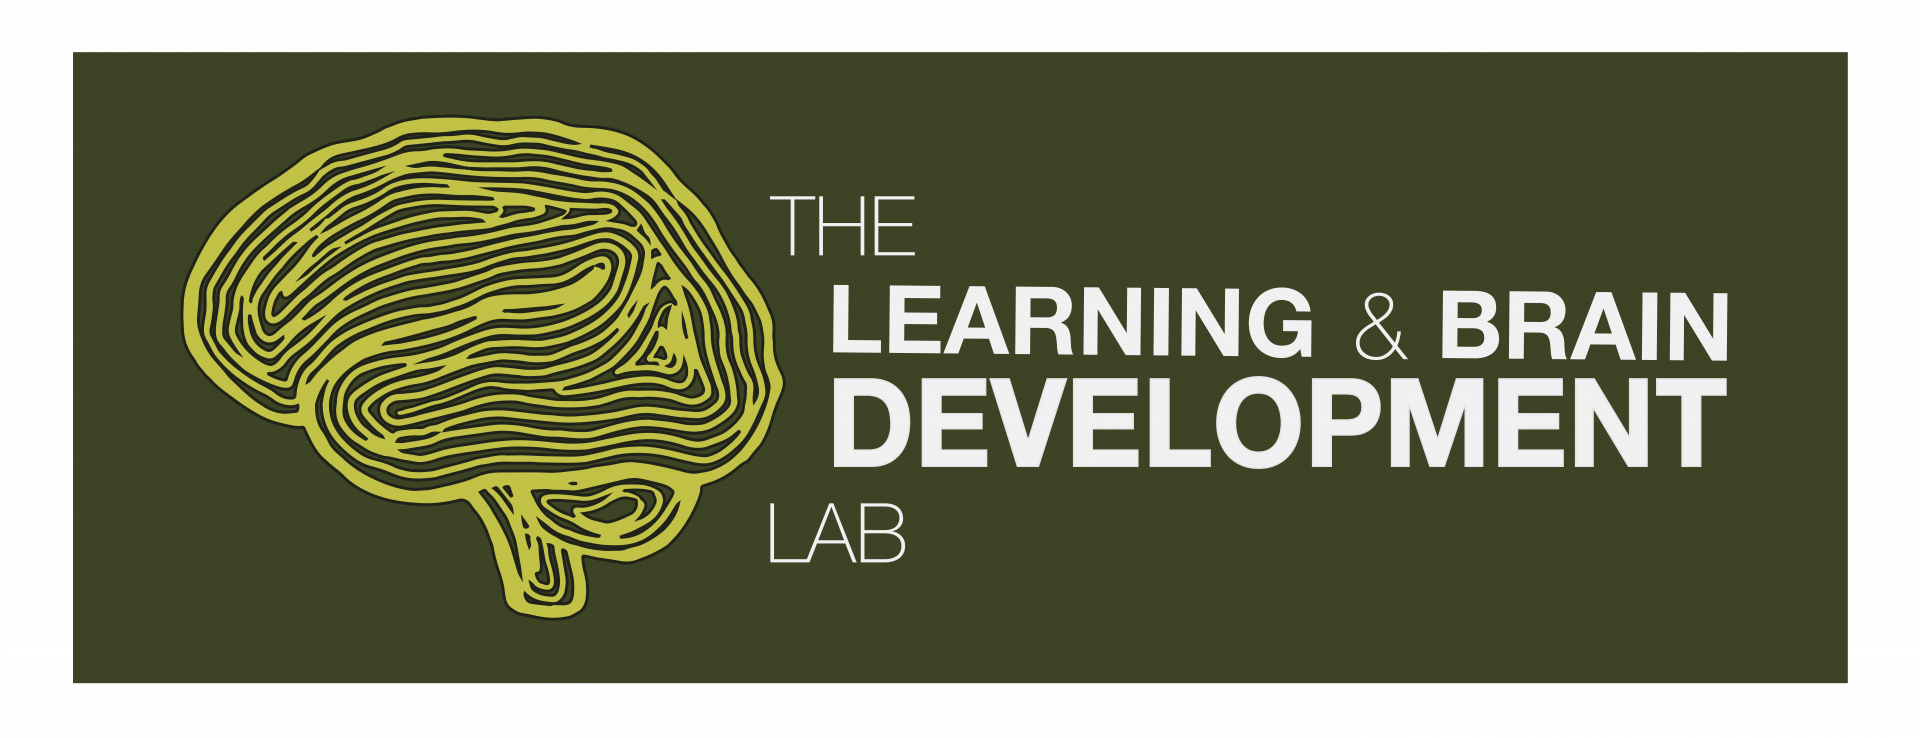 THE
LEARNING & BRAIN
DEVELOPMENT
LAB